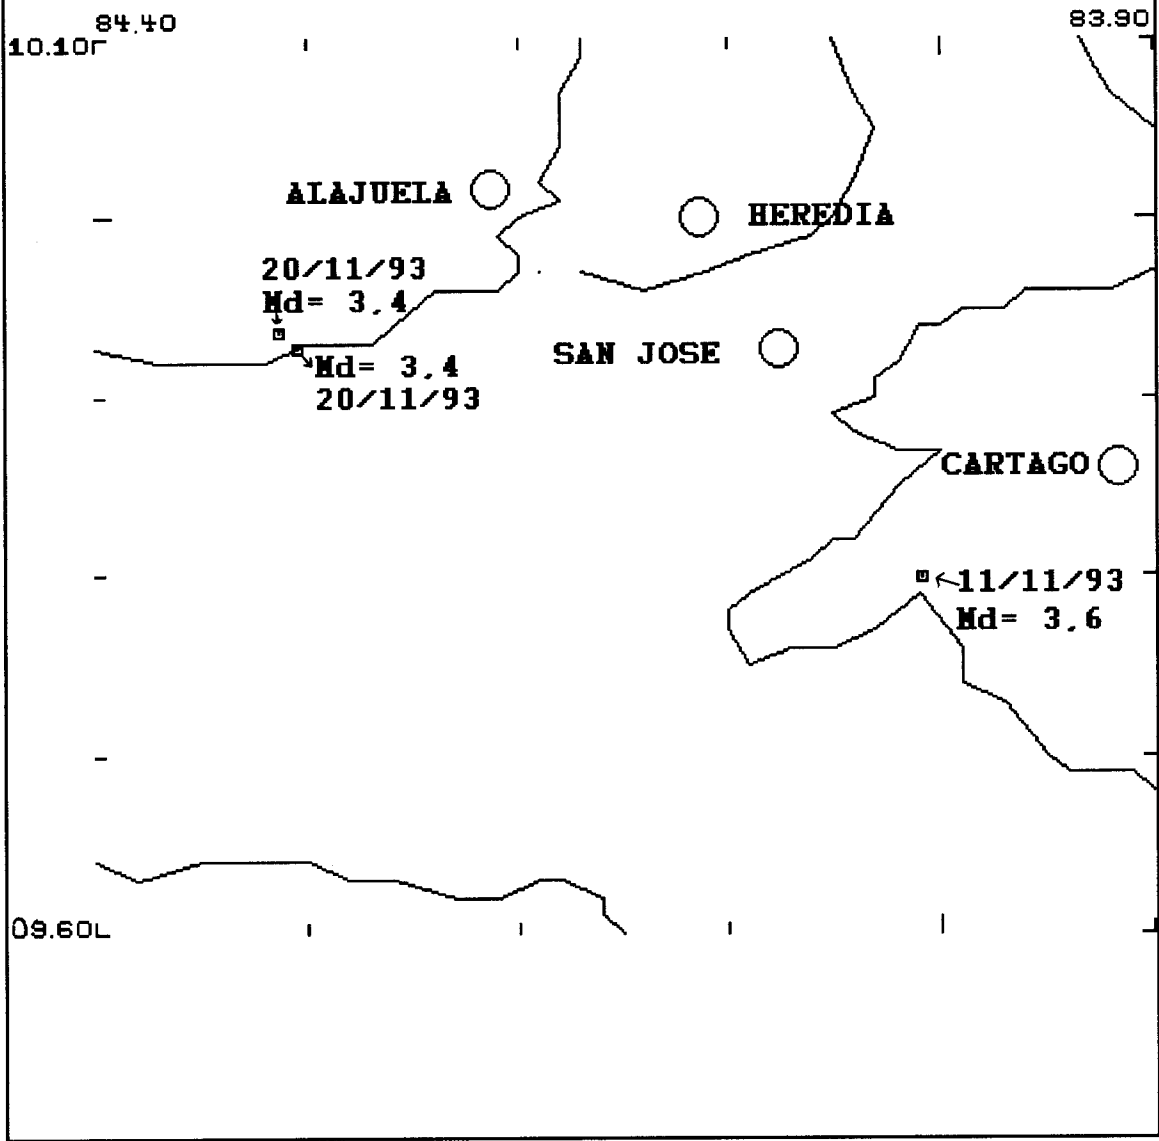 84.40
83.90
10.10
ALAJUELA
HEREDIA
20/11/93
Md= 3,4
SAN JOSE
Md= 3,4
20/11/93
CARTAGO
11/11/93
Md= 3,6
09.60